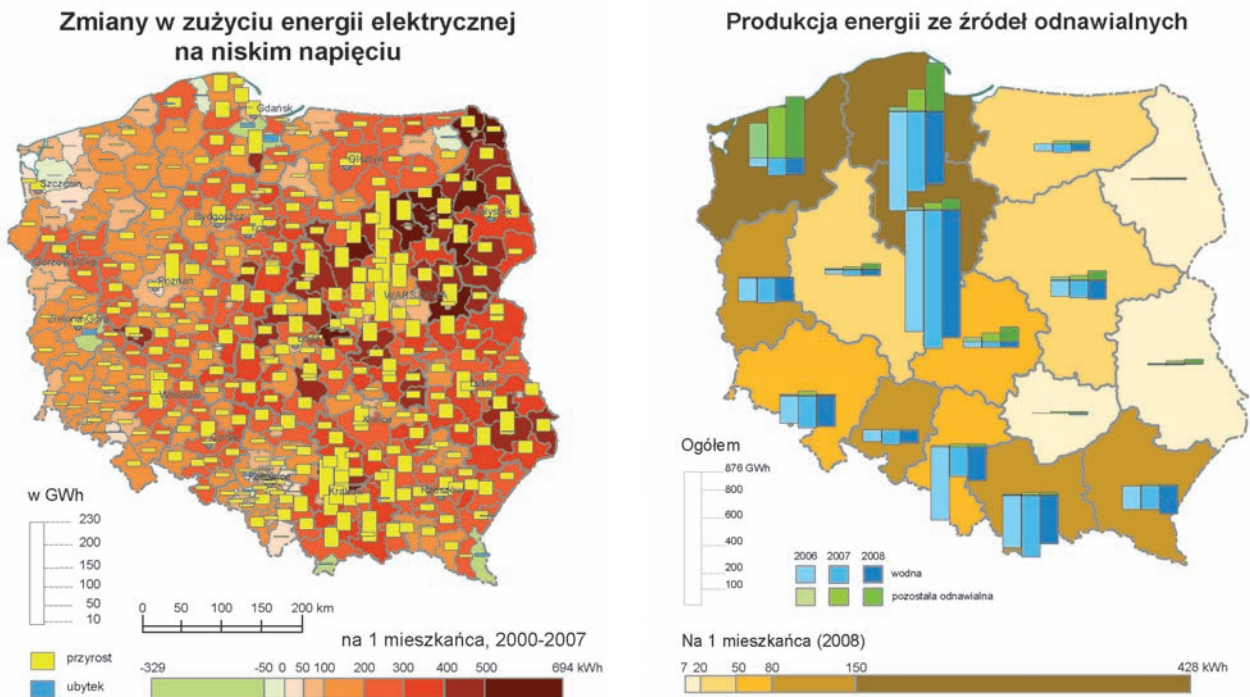 Zmiany w zużyciu energii elektrycznej
na niskim napięciu
Gdańsk
Olsztyn
Szczecin
Białystok
Bydgoszcz
Toruń
Gorzów Wlkp.
Poznań
WARSZAWA
Zielona Góra
Łódź
Wrocław
Lublin
Kielce
Opole
Katowice
Kraków
Rzeszów
w GWh
230
200
150
100
50
10
0 50 100 150 200 km
na 1 mieszkańca, 2000-2007
przyrost
ubytek
-329 -50 0 50 100 200 300 400 500 694 kWh
Produkcja energii ze źródeł odnawialnych
Ogółem
876 GWh
800
600
400
200
100
2006 2007 2008
wodna
pozostała odnawialna
Na 1 mieszkańca (2008)
7 20 50 80 150 428 kWh